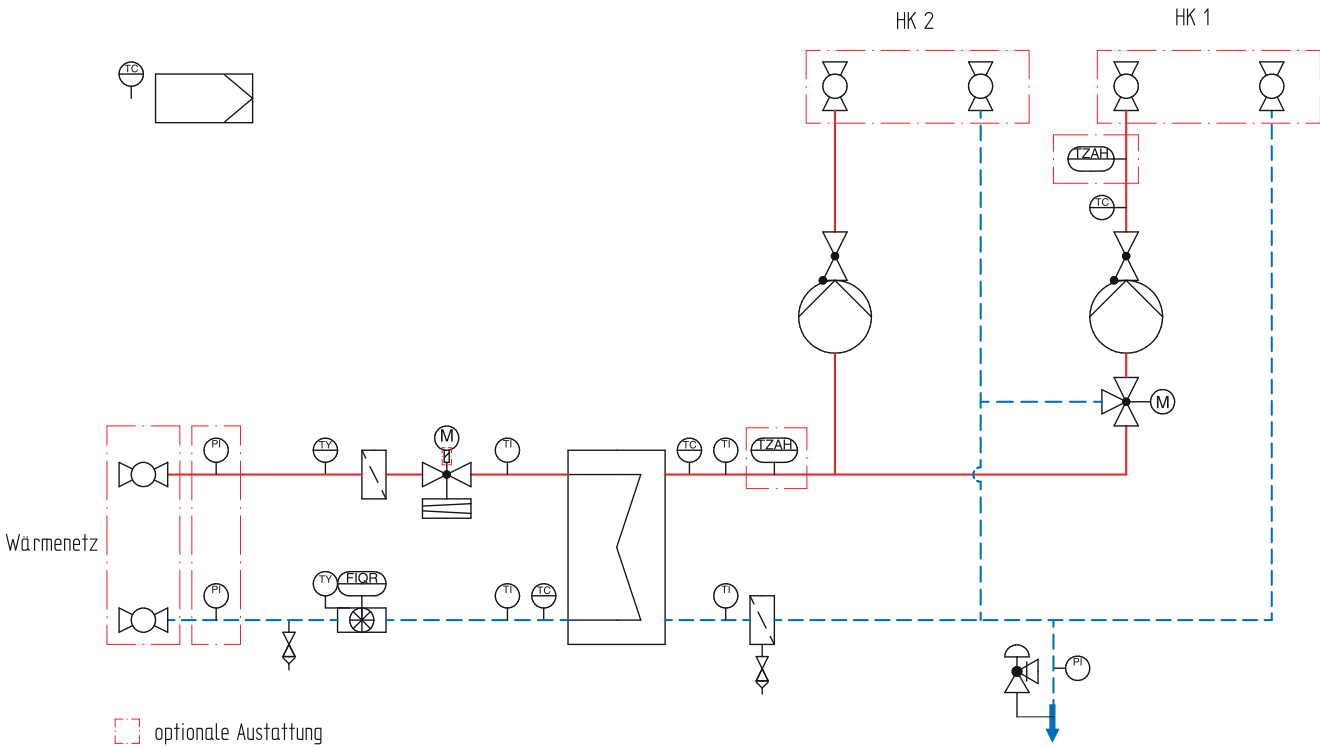 HK 2
HK 1
TC
TZAH
TC
M
PI
TY
M
TI
TC
TI
TZAH
Wärmenetz
PI
TY
FIQR
TI
TC
TI
PI
optionale Austattung